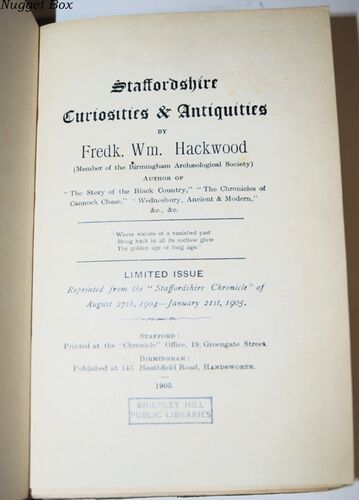 Nugget Box
Staffordshire
Curiosities & Antiquities
BY
Fredk. Wm. Hackwood
(Member of the Birmingham Archæological Society)
AUTHOR OF
"The Story of the Black Country," "The Chronicles of
Cannock Chase," "Wednesbury, Ancient & Modern,"
&c., &c.
"Where visions of a vanished past
Bring back in all its mellow glow
The golden age of long ago."
LIMITED ISSUE
Reprinted from the "Staffordshire Chronicle" of
August 27th, 1904—January 21st, 1905.
STAFFORD:
Printed at the "Chronicle" Office, 19, Greengate Street.
BIRMINGHAM:
Published at 145 Heathfield Road, HANDSWORTH.
1905.
BRIERLEY HILL
PUBLIC LIBRARIES